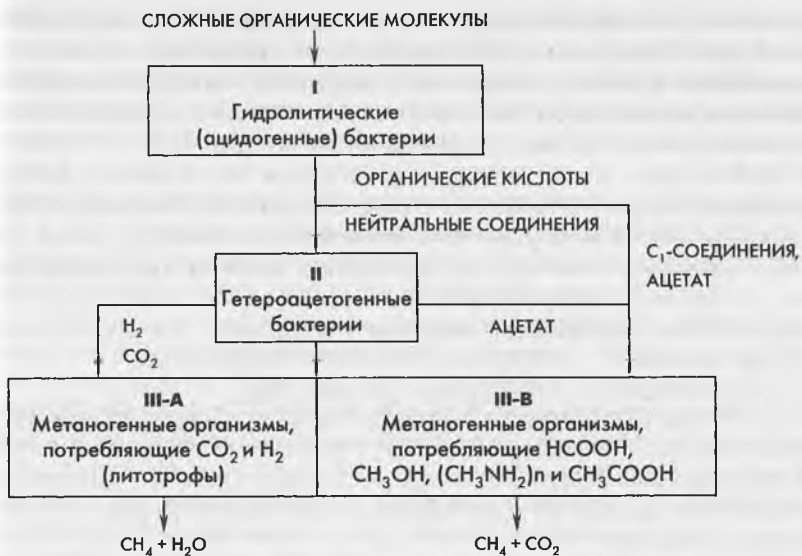 СЛОЖНЫЕ ОРГАНИЧЕСКИЕ МОЛЕКУЛЫ
I
Гидролитические
(ацидогенные) бактерии
ОРГАНИЧЕСКИЕ КИСЛОТЫ
НЕЙТРАЛЬНЫЕ СОЕДИНЕНИЯ
C₁-СОЕДИНЕНИЯ,
АЦЕТАТ
II
Гетероацетогенные
бактерии
H₂
CO₂
АЦЕТАТ
III-А
Метаногенные организмы,
потребляющие CO₂ и H₂
(литотрофы)
III-В
Метаногенные организмы,
потребляющие HCOOH,
CH₃OH, (CH₃NH₂)n и CH₃COOH
CH₄ + H₂O
CH₄ + CO₂